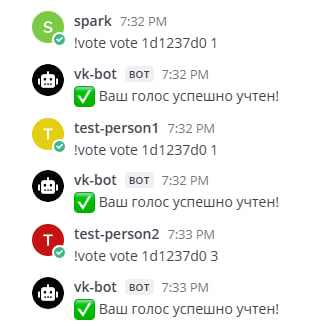 S
spark 7:32 PM
!vote vote 1d1237d0 1
vk-bot BOT 7:32 PM
✅ Ваш голос успешно учтен!
T
test-person1 7:32 PM
!vote vote 1d1237d0 1
vk-bot BOT 7:32 PM
✅ Ваш голос успешно учтен!
T
test-person2 7:33 PM
!vote vote 1d1237d0 3
vk-bot BOT 7:33 PM
✅ Ваш голос успешно учтен!